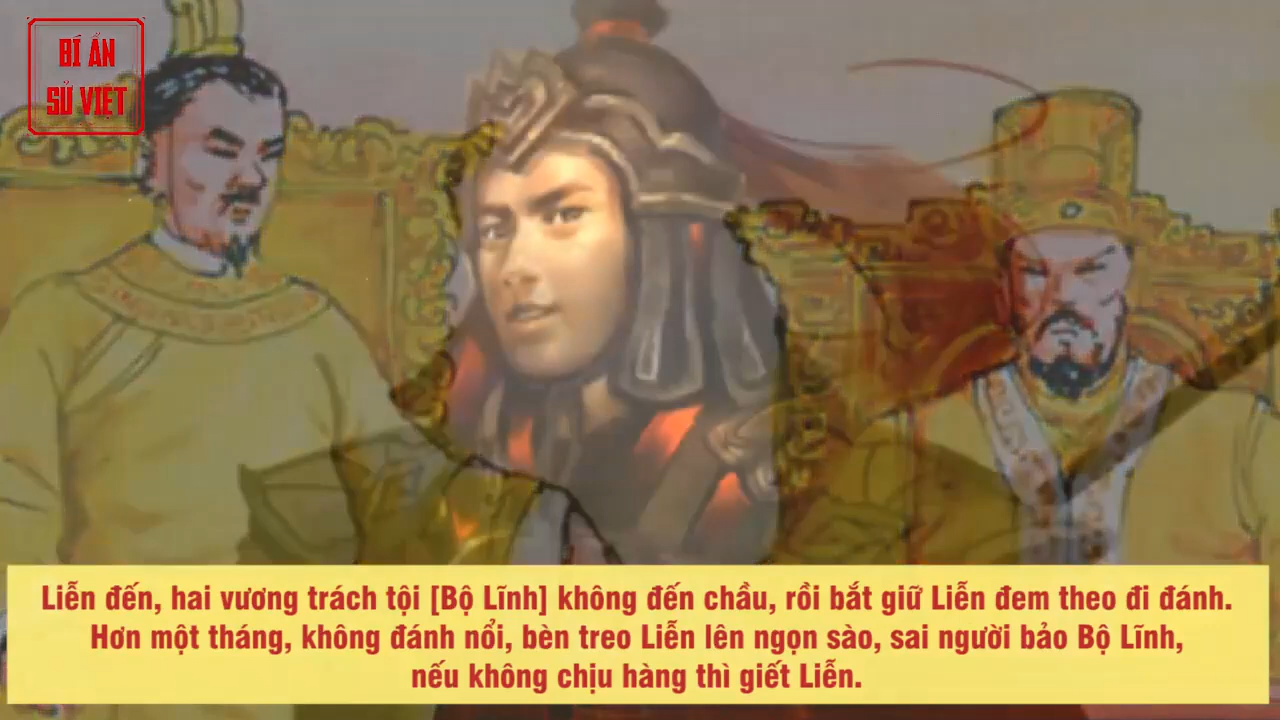 BÍ ẨN
SỬ VIỆT
Liễn đến, hai vương trách tội [Bộ Lĩnh] không đến chầu, rồi bắt giữ Liễn đem theo đi đánh.
Hơn một tháng, không đánh nổi, bèn treo Liễn lên ngọn sào, sai người bảo Bộ Lĩnh,
nếu không chịu hàng thì giết Liễn.